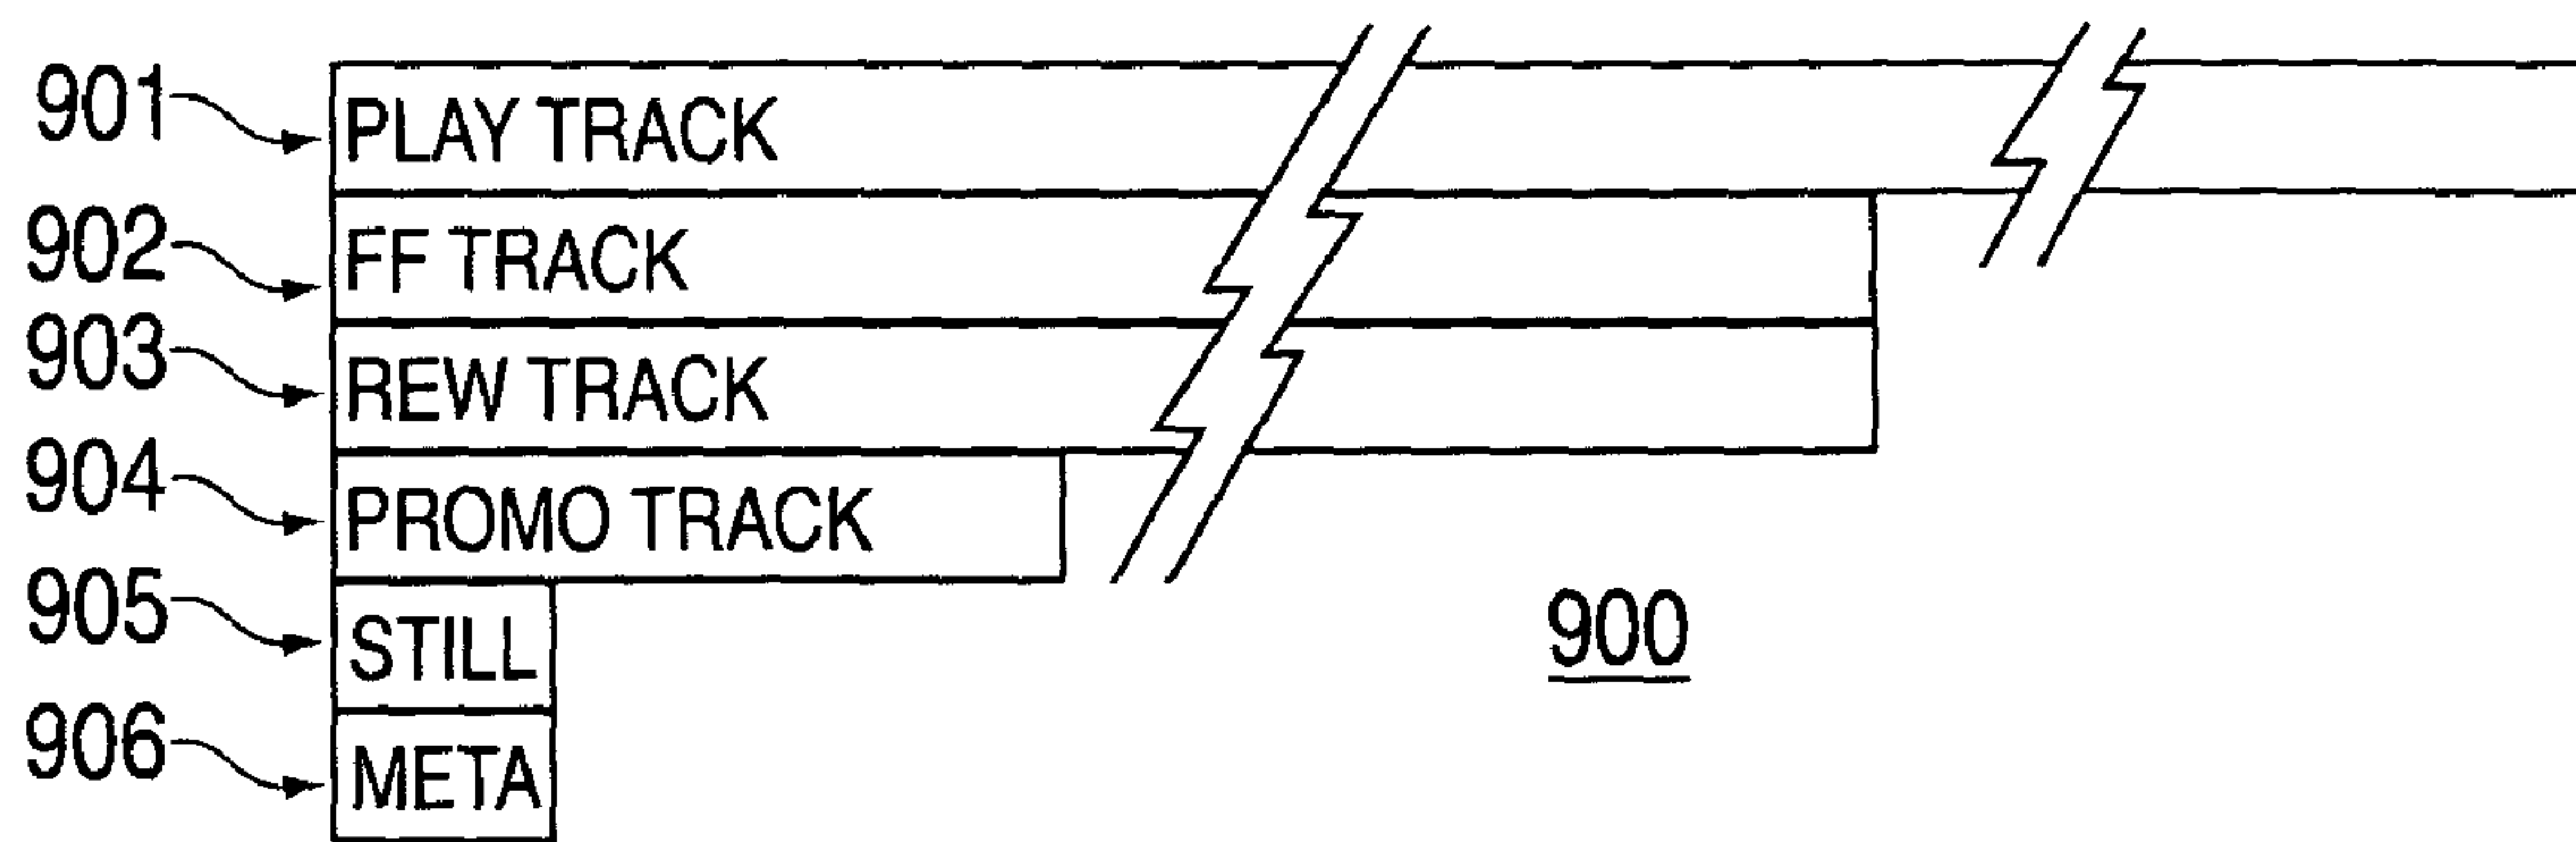 901 PLAY TRACK
902 FF TRACK
903 REW TRACK
904 PROMO TRACK
905 STILL
900
906 META